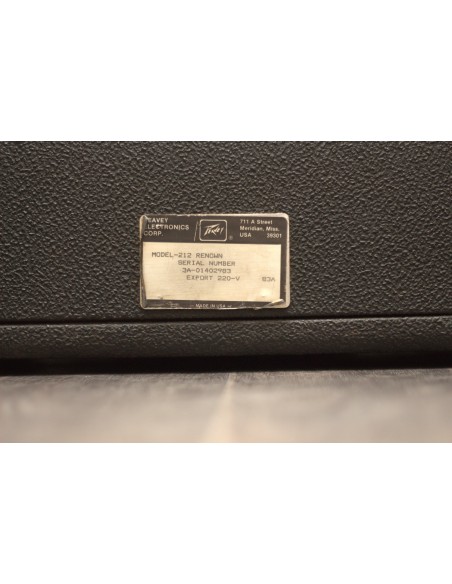 EAVEY
LECTRONICS
CORP.
Peavey
®
711 A Street
Meridian, Miss.
USA 39301
MODEL-212 RENOWN
SERIAL NUMBER
3A-01402983
EXPORT 220-V
83A
MADE IN USA